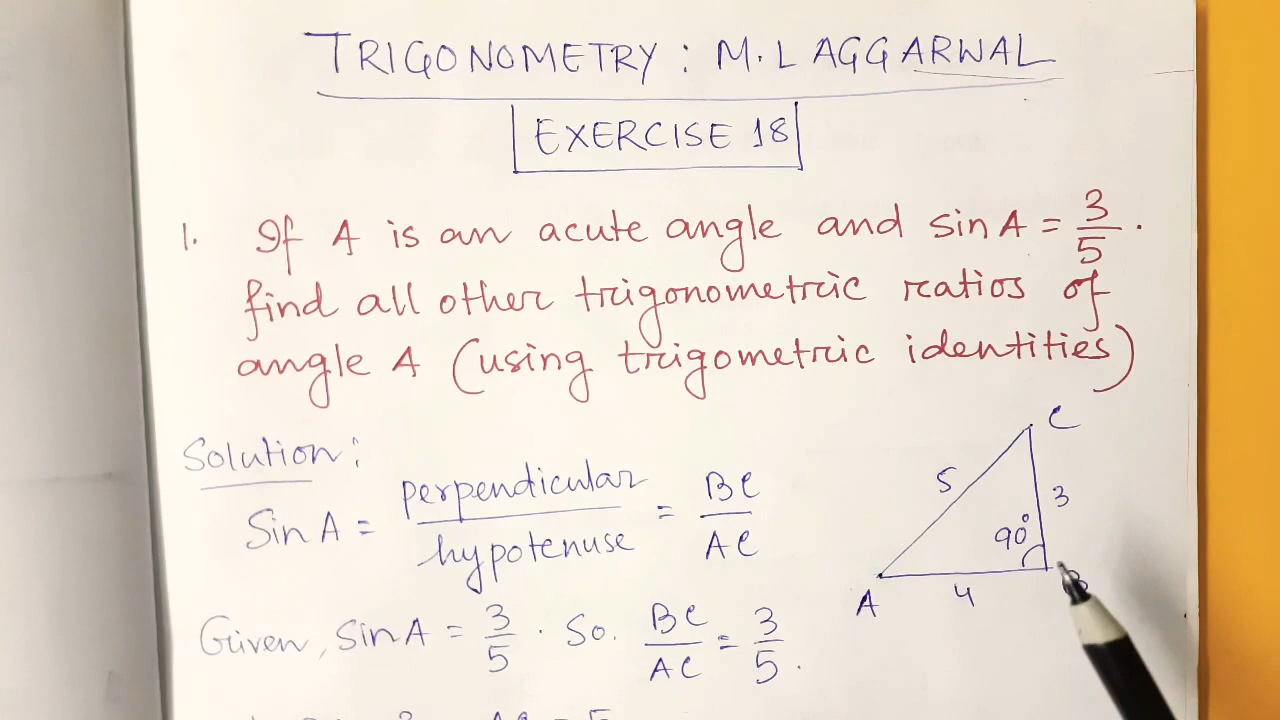 TRIGONOMETRY : M.L AGGARWAL
EXERCISE 18
1. If A is an acute angle and sin A = 3/5.
find all other trigonometric ratios of
angle A (using trigometric identities)
Solution:
Sin A = perpendicular/hypotenuse = BC/AC
Given, sin A = 3/5. So. BC/AC = 3/5.
C
5
3
90°
A
4